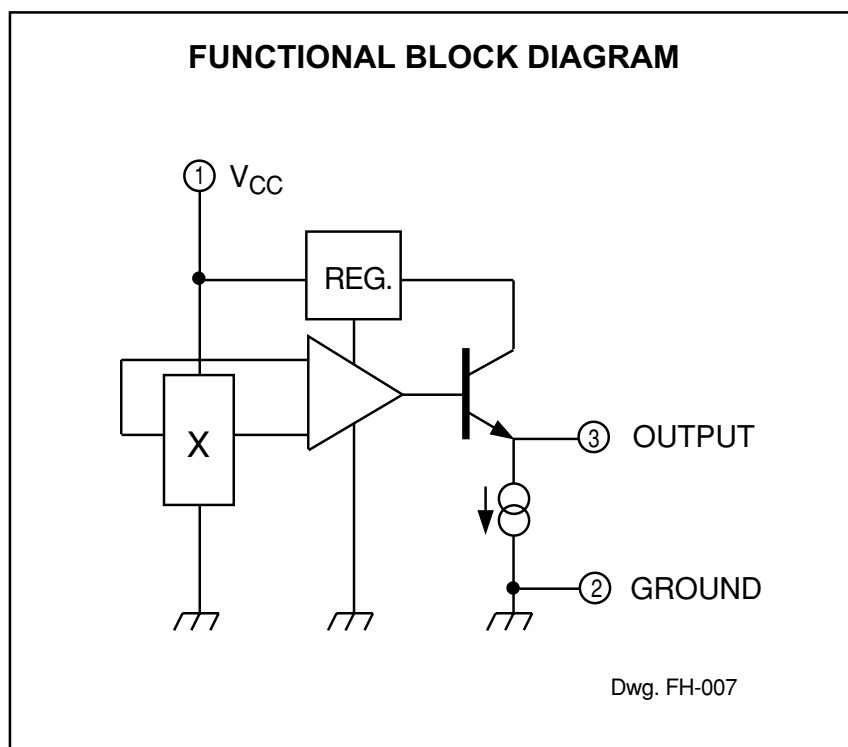 FUNCTIONAL BLOCK DIAGRAM
1 VCC
REG.
X
3 OUTPUT
2 GROUND
Dwg. FH-007